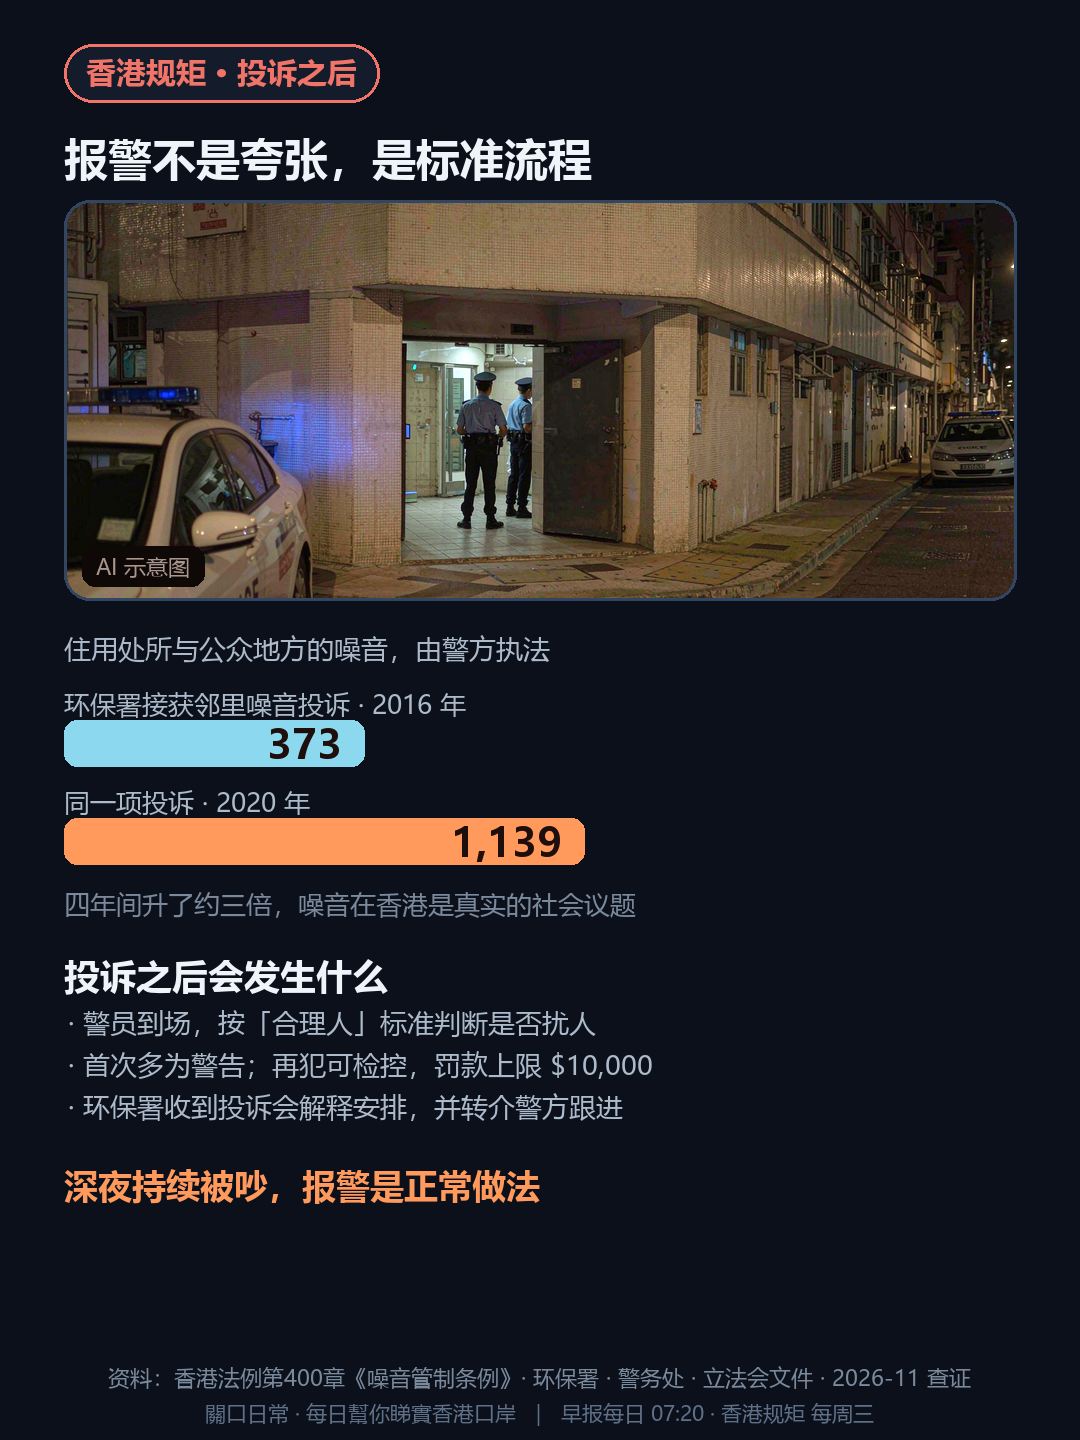 香港规矩·投诉之后
报警不是夸张，是标准流程
AI 示意图
住用处所与公众地方的噪音，由警方执法
环保署接获邻里噪音投诉 · 2016 年
373
同一项投诉 · 2020 年
1,139
四年间升了约三倍，噪音在香港是真实的社会议题
投诉之后会发生什么
· 警员到场，按「合理人」标准判断是否扰人
· 首次多为警告；再犯可检控，罚款上限 $10,000
· 环保署收到投诉会解释安排，并转介警方跟进
深夜持续被吵，报警是正常做法
资料：香港法例第400章《噪音管制条例》· 环保署 · 警务处 · 立法会文件 · 2026-11 查证
關口日常 · 每日幫你睇實香港口岸 | 早报每日 07:20 · 香港规矩 每周三